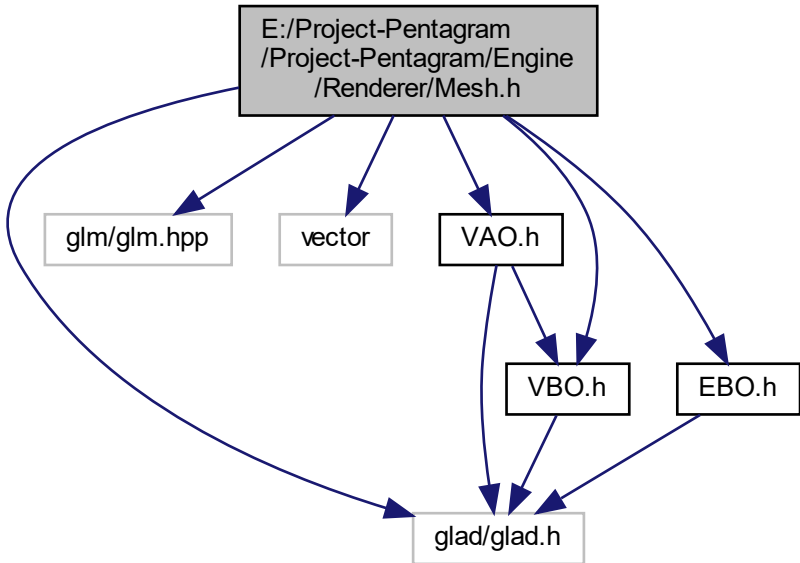 E:/Project-Pentagram
/Project-Pentagram/Engine
/Renderer/Mesh.h
glm/glm.hpp
vector
VAO.h
VBO.h
EBO.h
glad/glad.h